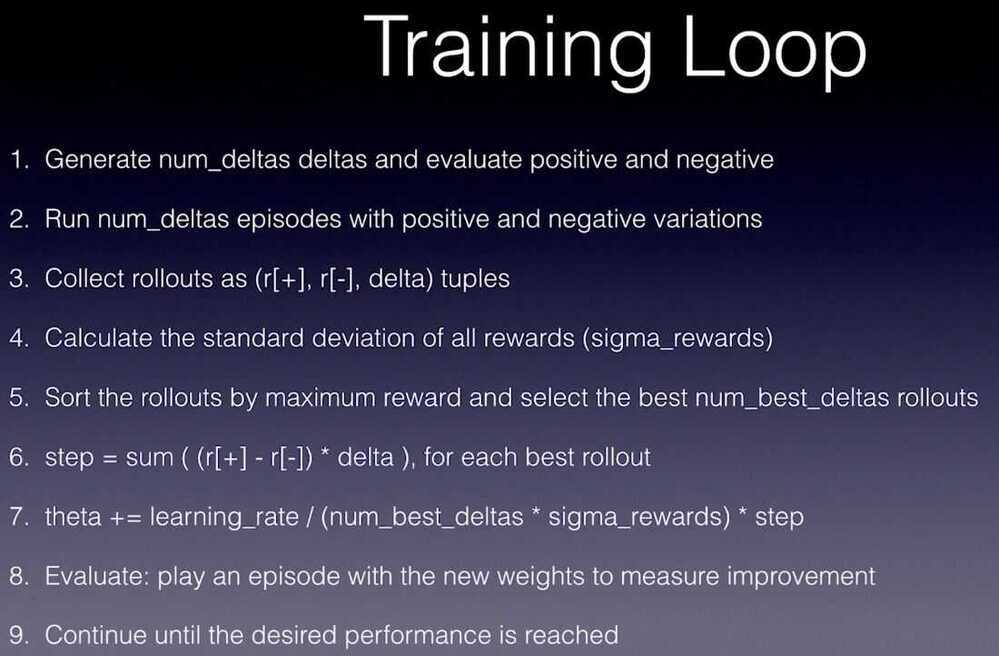 Training Loop
1. Generate num_deltas deltas and evaluate positive and negative
2. Run num_deltas episodes with positive and negative variations
3. Collect rollouts as (r[+], r[-], delta) tuples
4. Calculate the standard deviation of all rewards (sigma_rewards)
5. Sort the rollouts by maximum reward and select the best num_best_deltas rollouts
6. step = sum ( (r[+] - r[-]) * delta ), for each best rollout
7. theta += learning_rate / (num_best_deltas * sigma_rewards) * step
8. Evaluate: play an episode with the new weights to measure improvement
9. Continue until the desired performance is reached